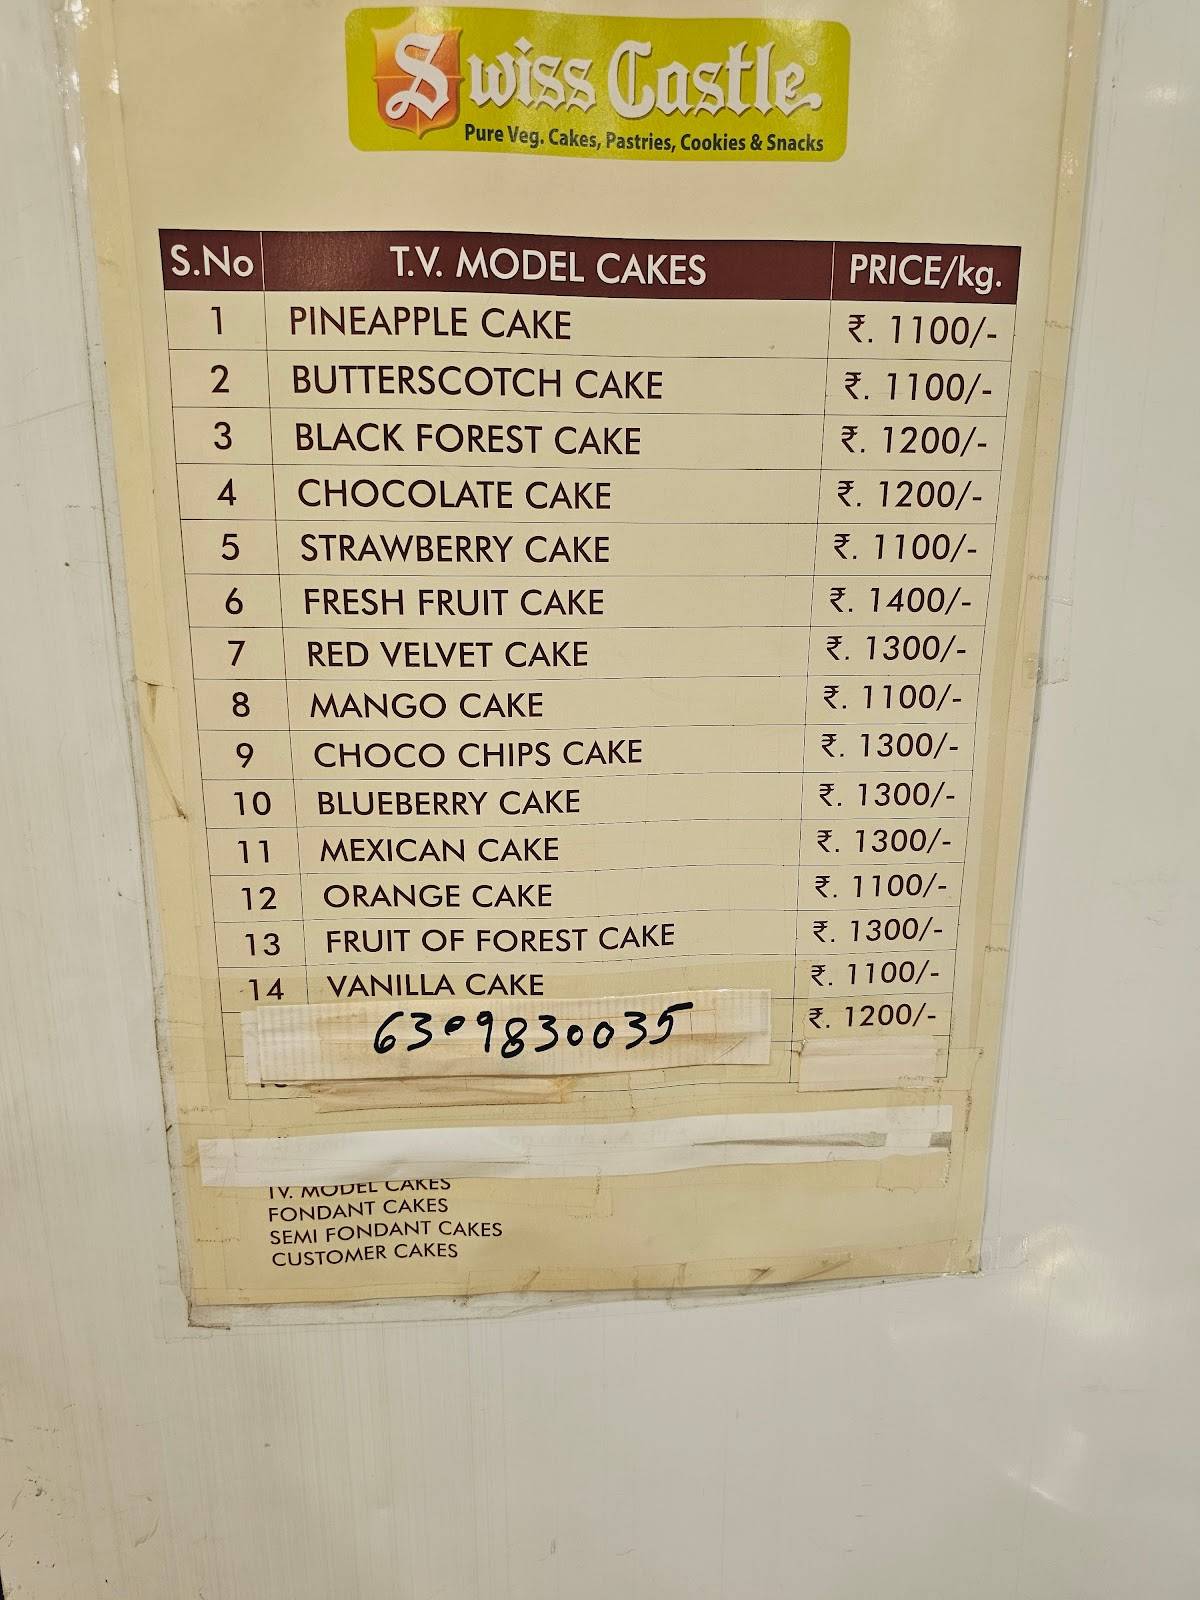 Swiss Castle
Pure Veg. Cakes, Pastries, Cookies & Snacks
S.No T.V. MODEL CAKES PRICE/kg.
1 PINEAPPLE CAKE ₹. 1100/-
2 BUTTERSCOTCH CAKE ₹. 1100/-
3 BLACK FOREST CAKE ₹. 1200/-
4 CHOCOLATE CAKE ₹. 1200/-
5 STRAWBERRY CAKE ₹. 1100/-
6 FRESH FRUIT CAKE ₹. 1400/-
7 RED VELVET CAKE ₹. 1300/-
8 MANGO CAKE ₹. 1100/-
9 CHOCO CHIPS CAKE ₹. 1300/-
10 BLUEBERRY CAKE ₹. 1300/-
11 MEXICAN CAKE ₹. 1300/-
12 ORANGE CAKE ₹. 1100/-
13 FRUIT OF FOREST CAKE ₹. 1300/-
14 VANILLA CAKE ₹. 1100/-
6309830035 ₹. 1200/-
TV. MODEL CAKES
FONDANT CAKES
SEMI FONDANT CAKES
CUSTOMER CAKES